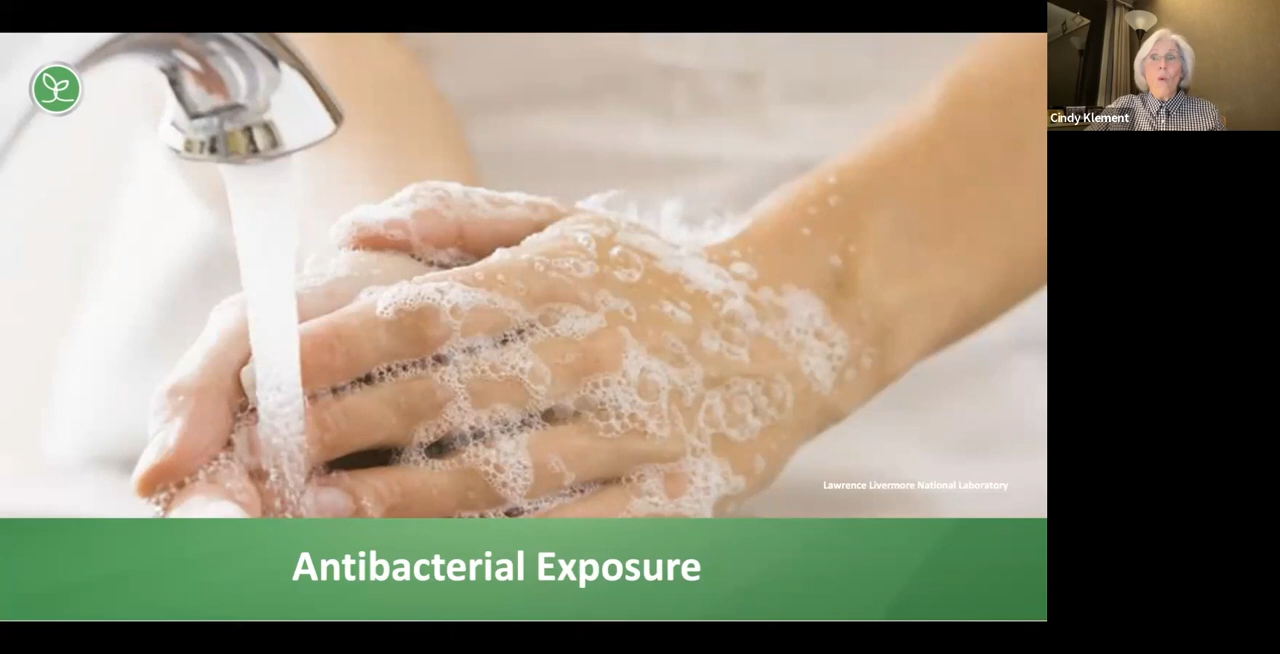 Cindy Klement
Lawrence Livermore National Laboratory
Antibacterial Exposure